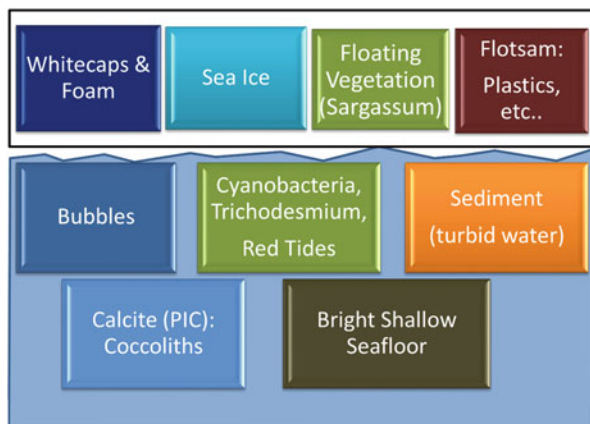 Whitecaps &
Foam
Sea Ice
Floating
Vegetation
(Sargassum)
Flotsam:
Plastics,
etc..
Bubbles
Cyanobacteria,
Trichodesmium,
Red Tides
Sediment
(turbid water)
Calcite (PIC):
Coccoliths
Bright Shallow
Seafloor